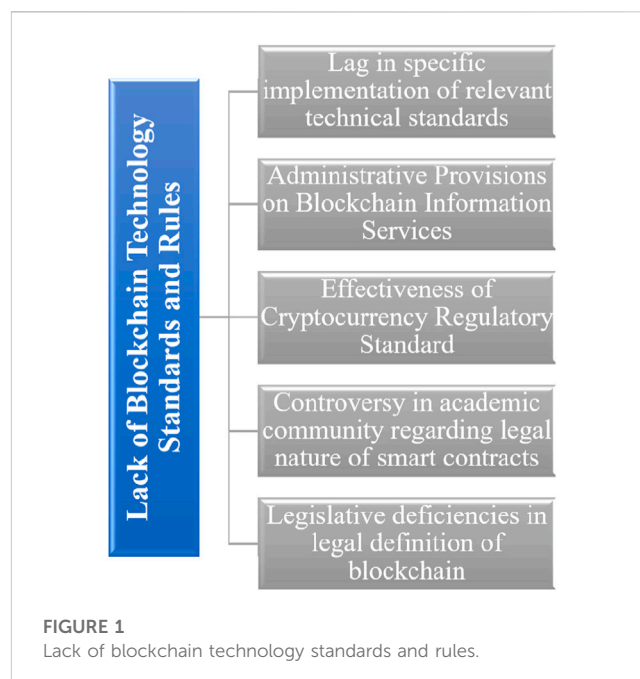 Lack of Blockchain Technology
Standards and Rules
Lag in specific
implementation of relevant
technical standards
Administrative Provisions
on Blockchain Information
Services
Effectiveness of
Cryptocurrency Regulatory
Standard
Controversy in academic
community regarding legal
nature of smart contracts
Legislative deficiencies in
legal definition of
blockchain
FIGURE 1
Lack of blockchain technology standards and rules.